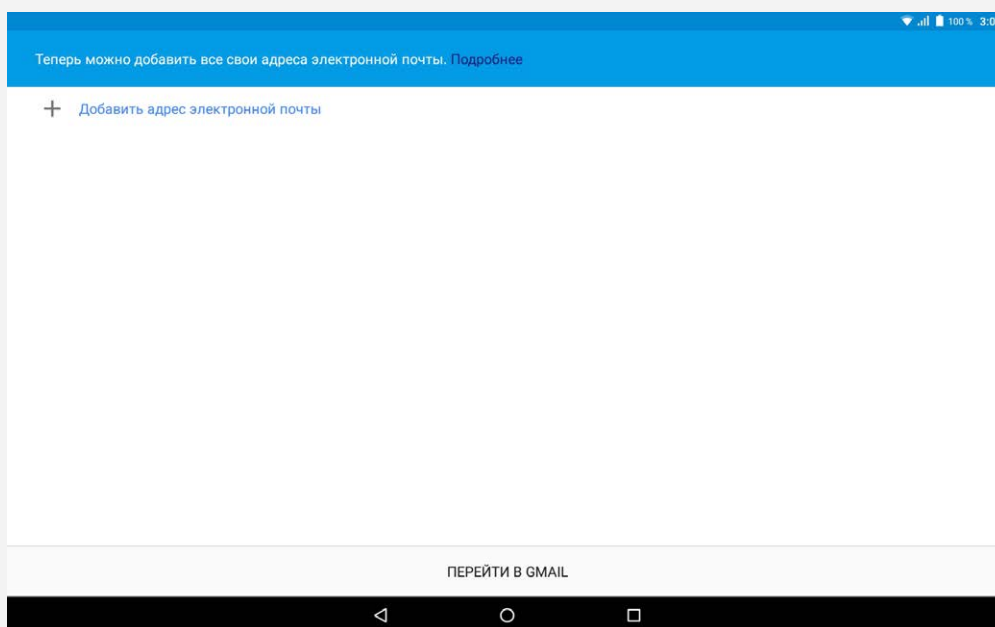 100 % 3:0
Теперь можно добавить все свои адреса электронной почты. Подробнее
Добавить адрес электронной почты
ПЕРЕЙТИ В GMAIL